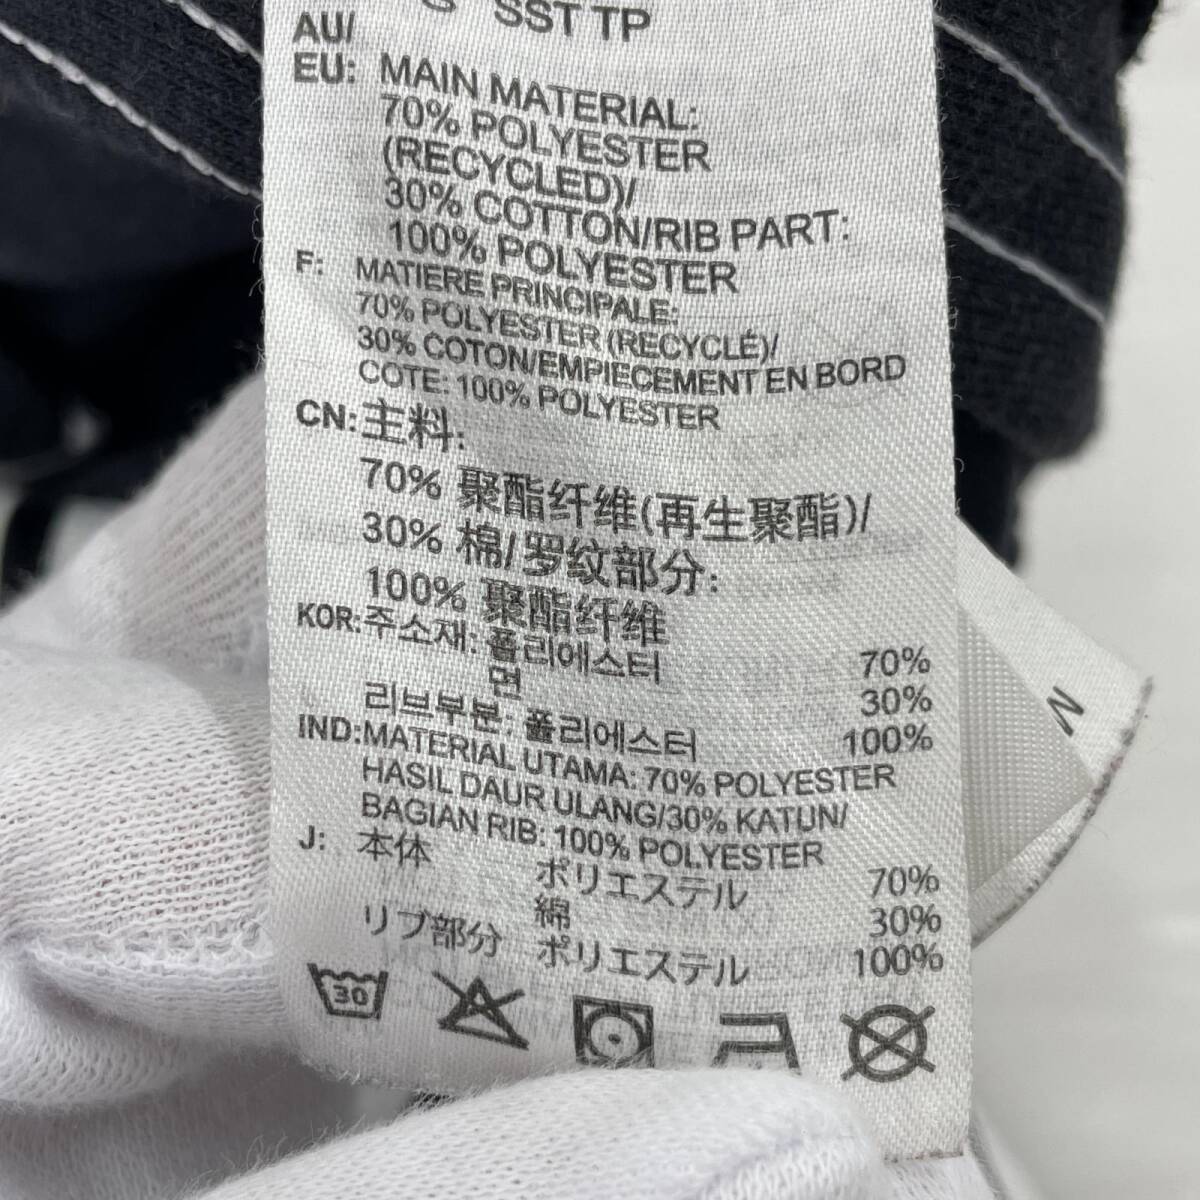 SST TP
AU/
EU: MAIN MATERIAL:
70% POLYESTER
(RECYCLED)/
30% COTTON/RIB PART:
100% POLYESTER
F: MATIERE PRINCIPALE:
70% POLYESTER (RECYCLÉ)/
30% COTON/EMPIECEMENT EN BORD
COTE: 100% POLYESTER
CN: 主料:
70% 聚酯纤维(再生聚酯)/
30% 棉/罗纹部分:
100% 聚酯纤维
KOR: 주소재: 폴리에스터 70%
면 30%
리브부분: 폴리에스터 100%
IND: MATERIAL UTAMA: 70% POLYESTER
HASIL DAUR ULANG/30% KATUN/
BAGIAN RIB: 100% POLYESTER
J: 本体 ポリエステル 70%
綿 30%
リブ部分 ポリエステル 100%
30
M